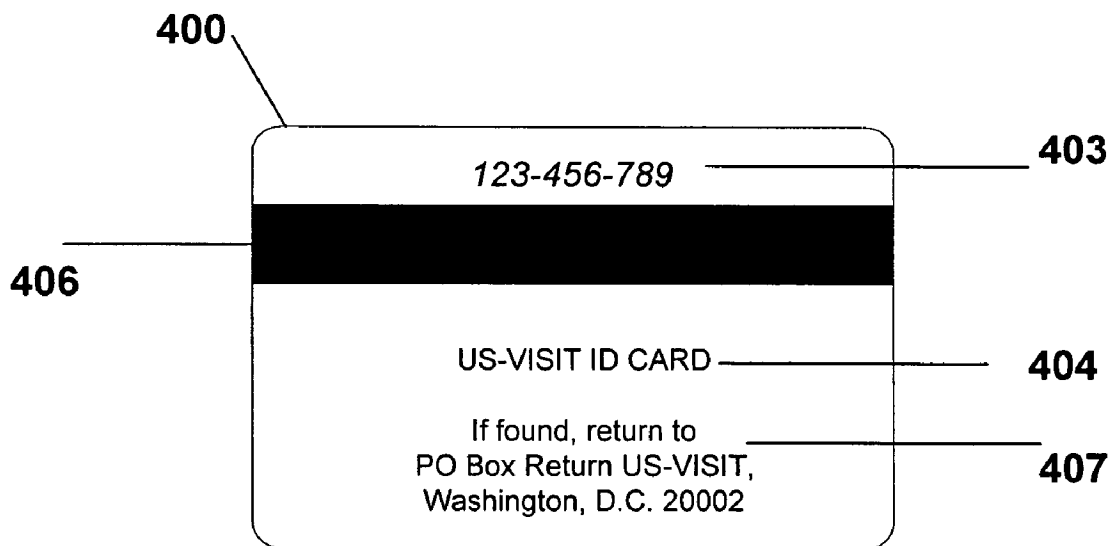 400
123-456-789
403
406
US-VISIT ID CARD
404
If found, return to
PO Box Return US-VISIT,
Washington, D.C. 20002
407